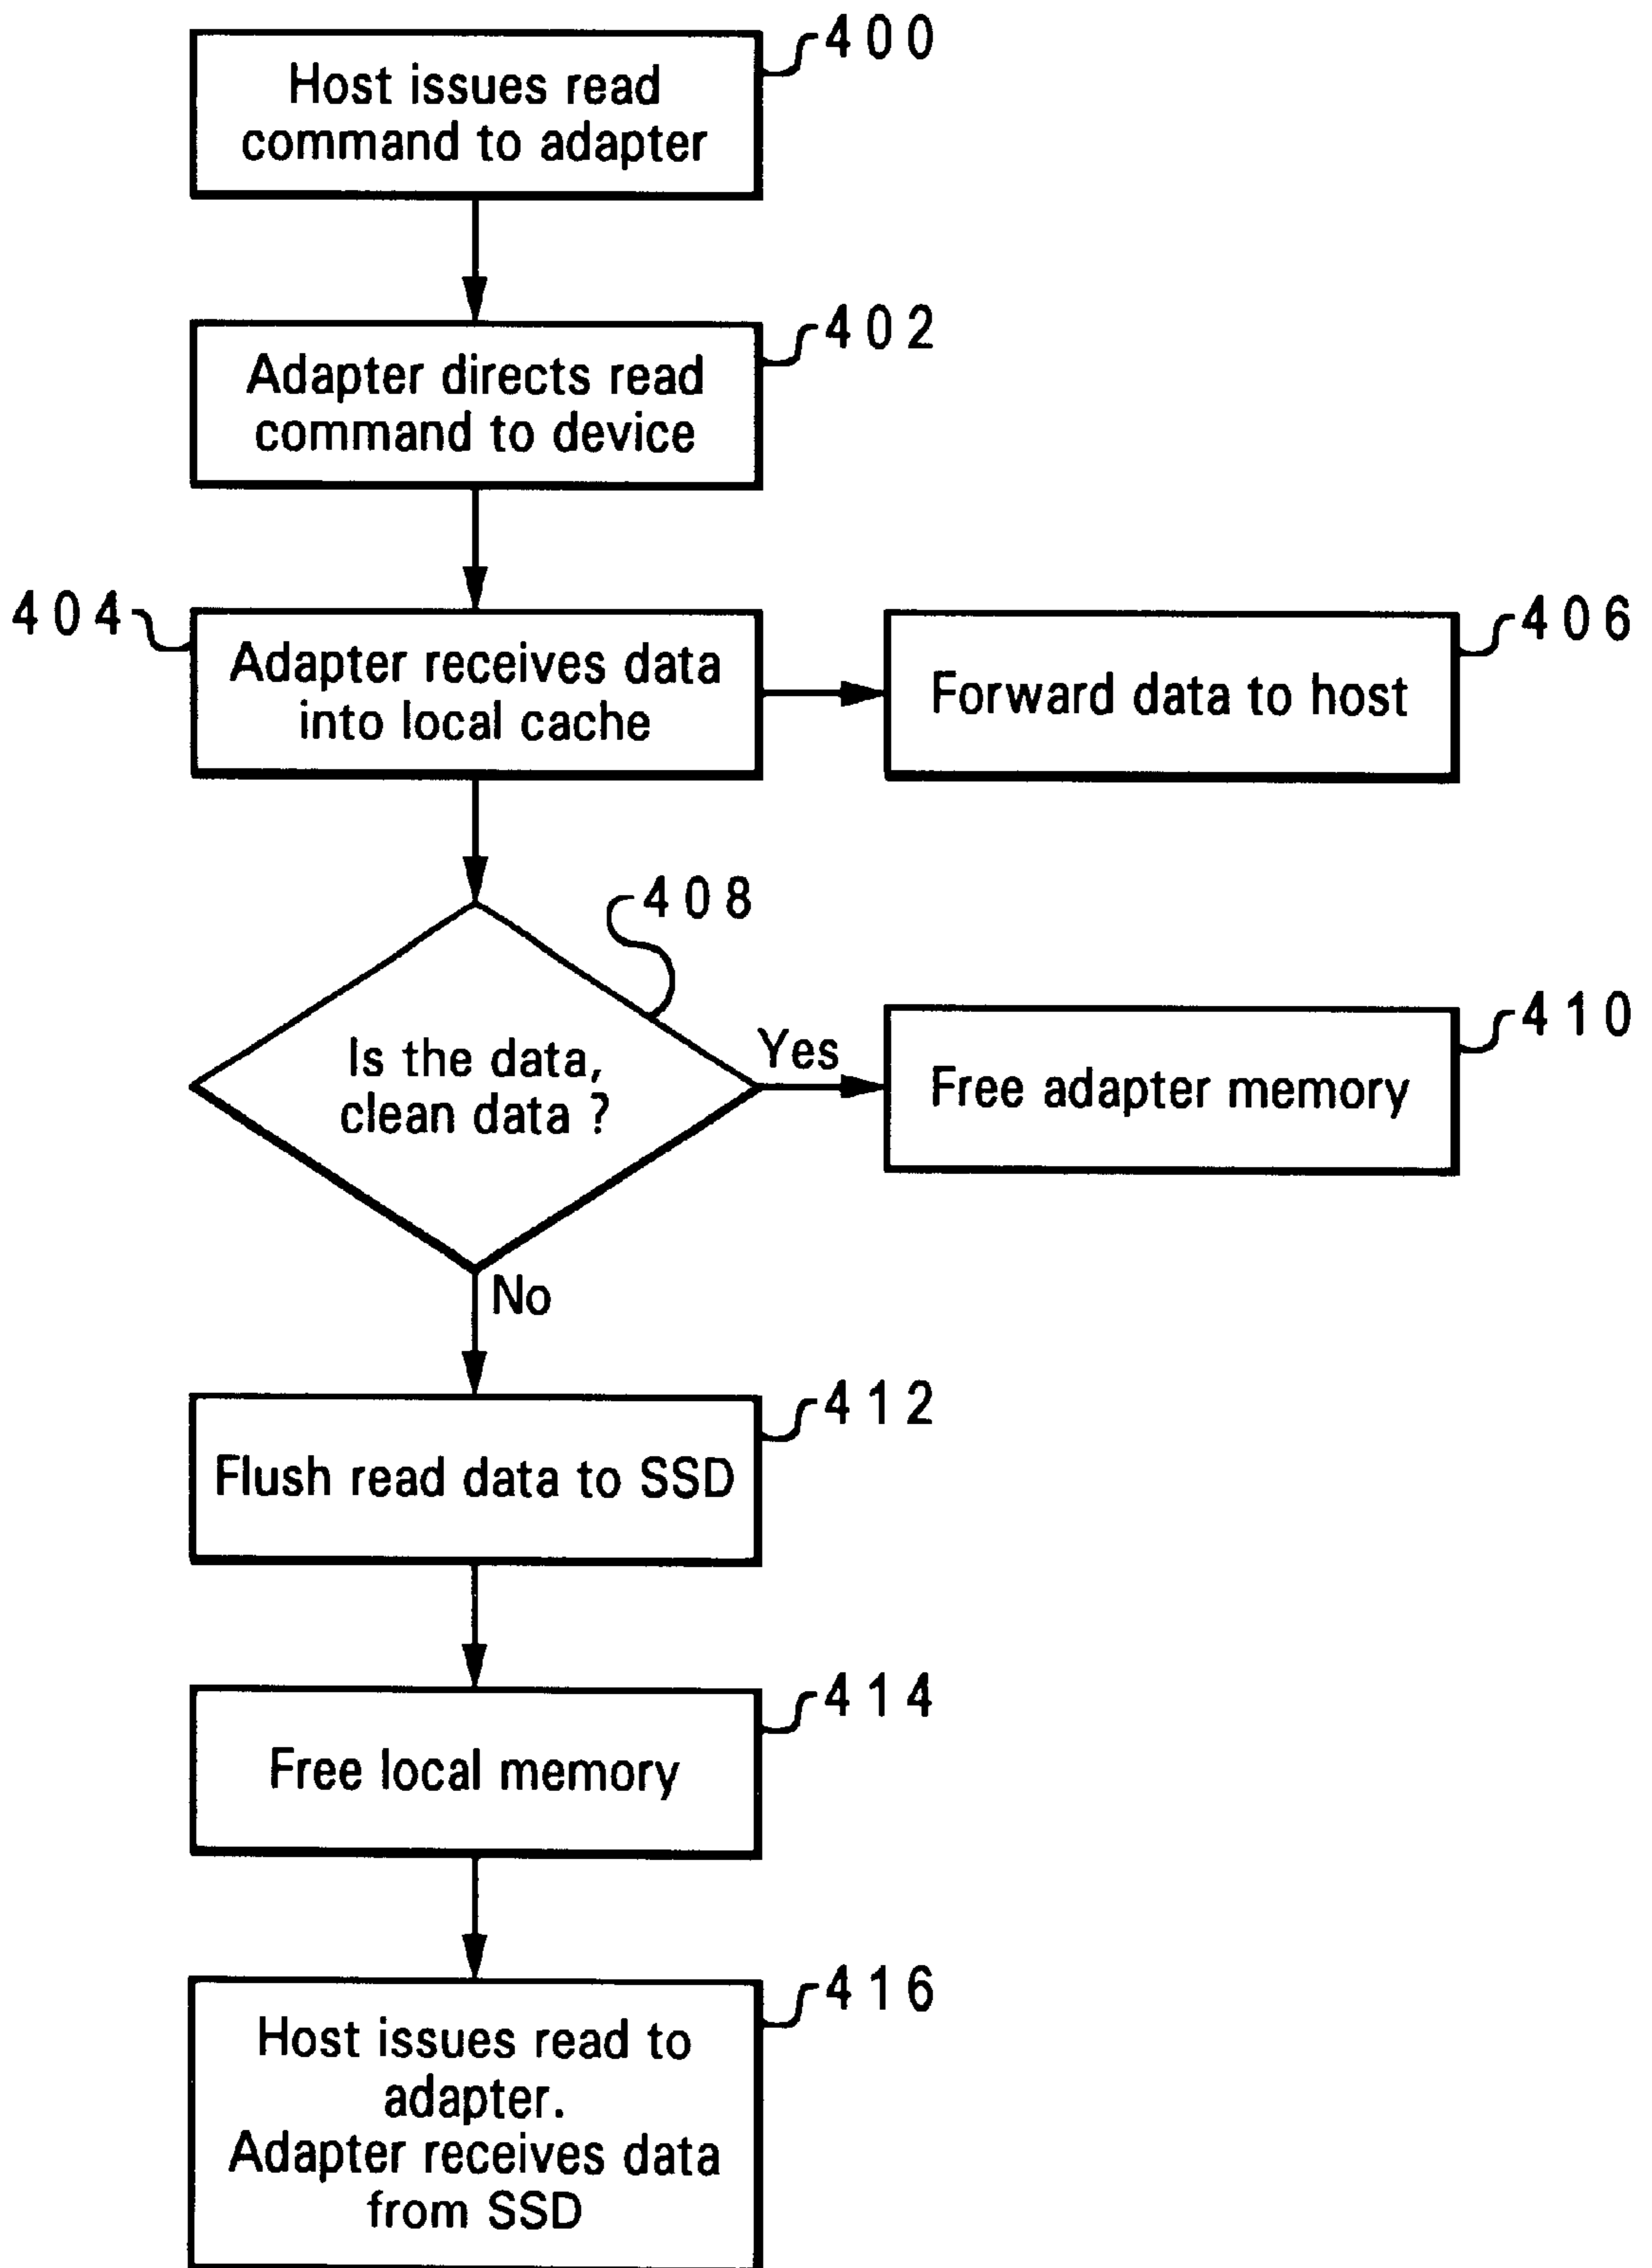 400
Host issues read
command to adapter
402
Adapter directs read
command to device
404
Adapter receives data
into local cache
406
Forward data to host
408
Is the data,
clean data ?
Yes
410
Free adapter memory
No
412
Flush read data to SSD
414
Free local memory
416
Host issues read to
adapter.
Adapter receives data
from SSD